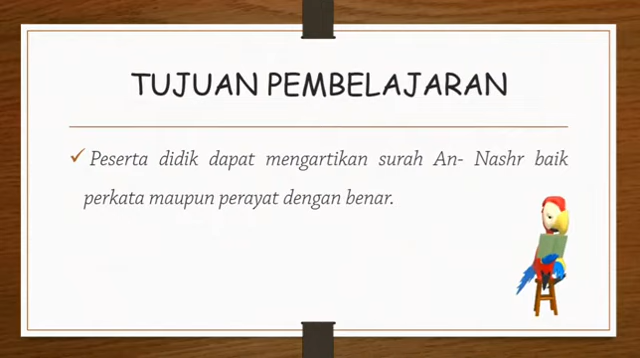 TUJUAN PEMBELAJARAN
Peserta didik dapat mengartikan surah An- Nashr baik
perkata maupun perayat dengan benar.